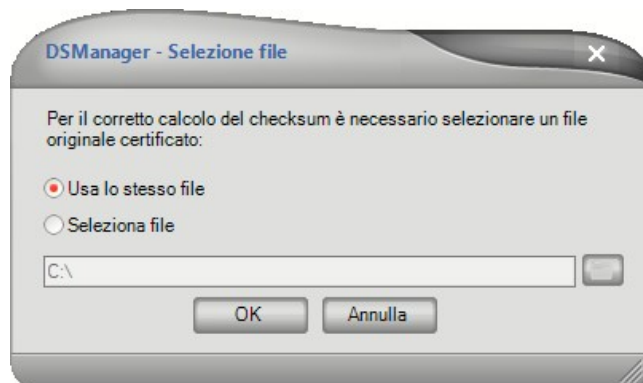 DSManager - Selezione file
Per il corretto calcolo del checksum è necessario selezionare un file
originale certificato:
Usa lo stesso file
Seleziona file
C:\
OK
Annulla